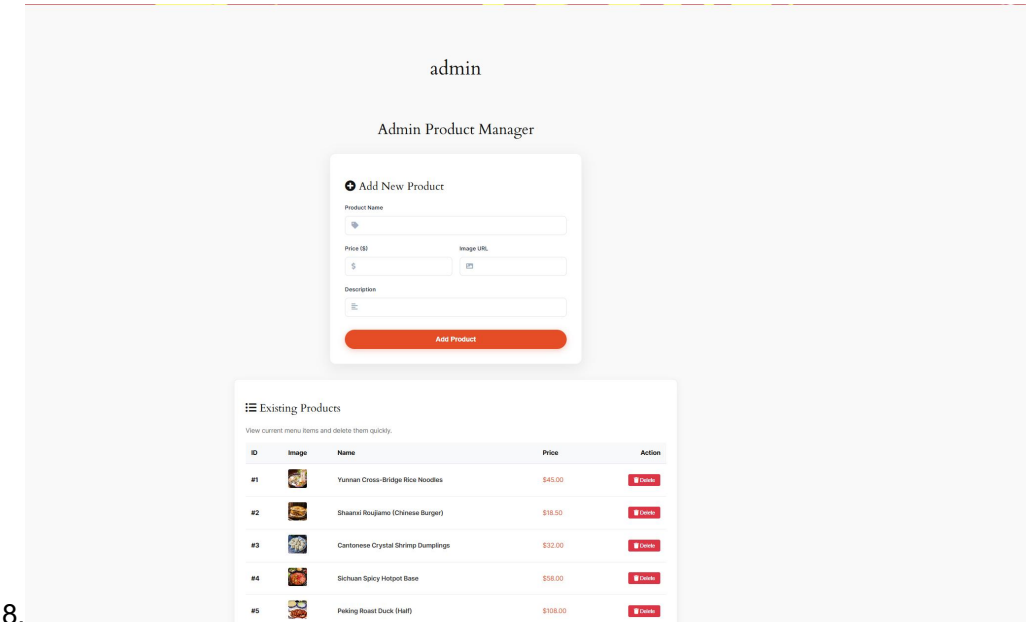 admin
Admin Product Manager
Add New Product
Product Name
Price ($) Image URL
$
Description
Add Product
Existing Products
View current menu items and delete them quickly.
ID Image Name Price Action
#1 Yunnan Cross-Bridge Rice Noodles $45.00 Delete
#2 Shaanxi Roujiamo (Chinese Burger) $18.50 Delete
#3 Cantonese Crystal Shrimp Dumplings $32.00 Delete
#4 Sichuan Spicy Hotpot Base $58.00 Delete
#5 Peking Roast Duck (Half) $108.00 Delete
8.